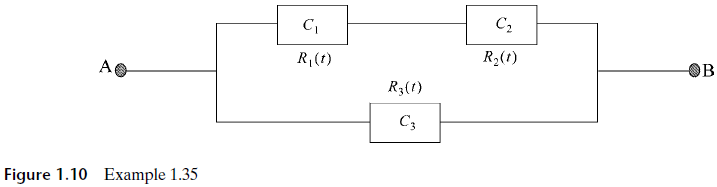 C₁ C₂
R₁(t) R₂(t)
A B
R₃(t)
C₃
Figure 1.10 Example 1.35